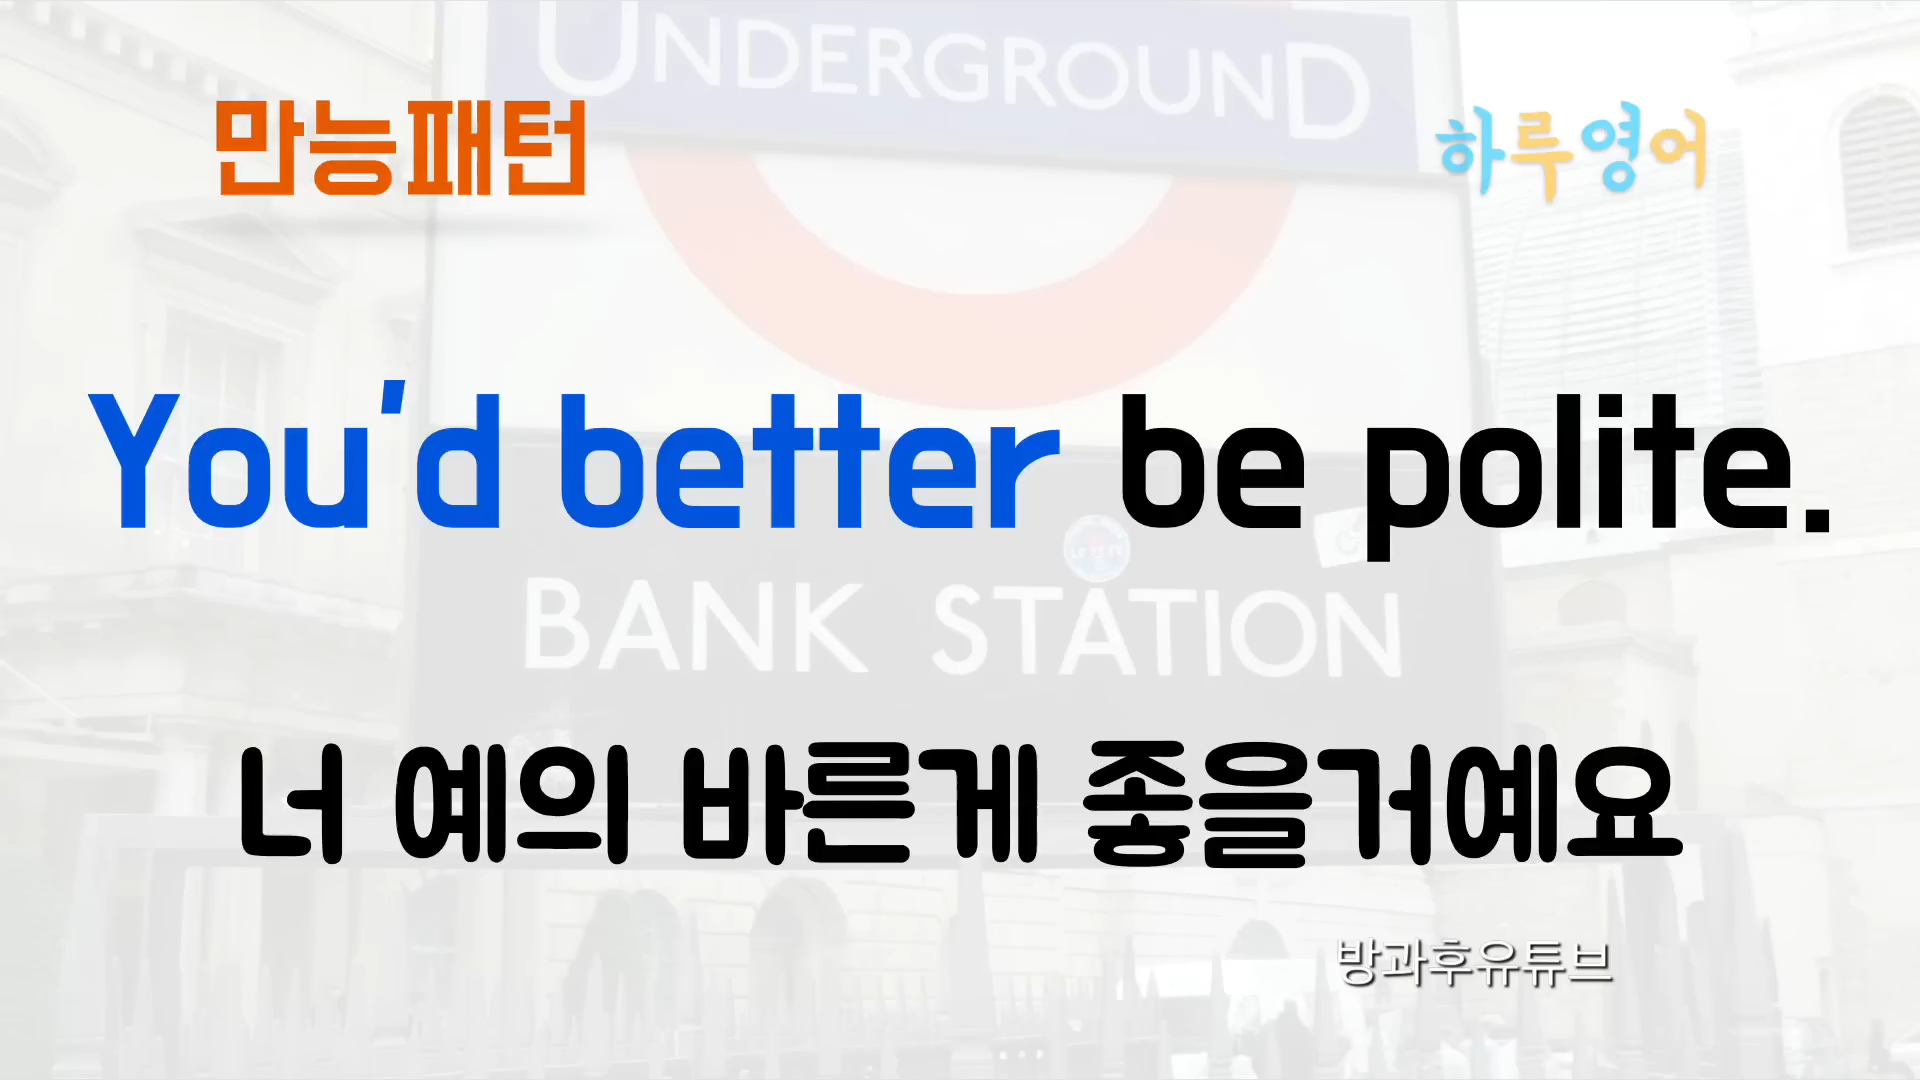 UNDERGROUND
만능패턴
하루영어
You'd better be polite.
BANK STATION
너 예의 바른게 좋을거예요
방과후유튜브